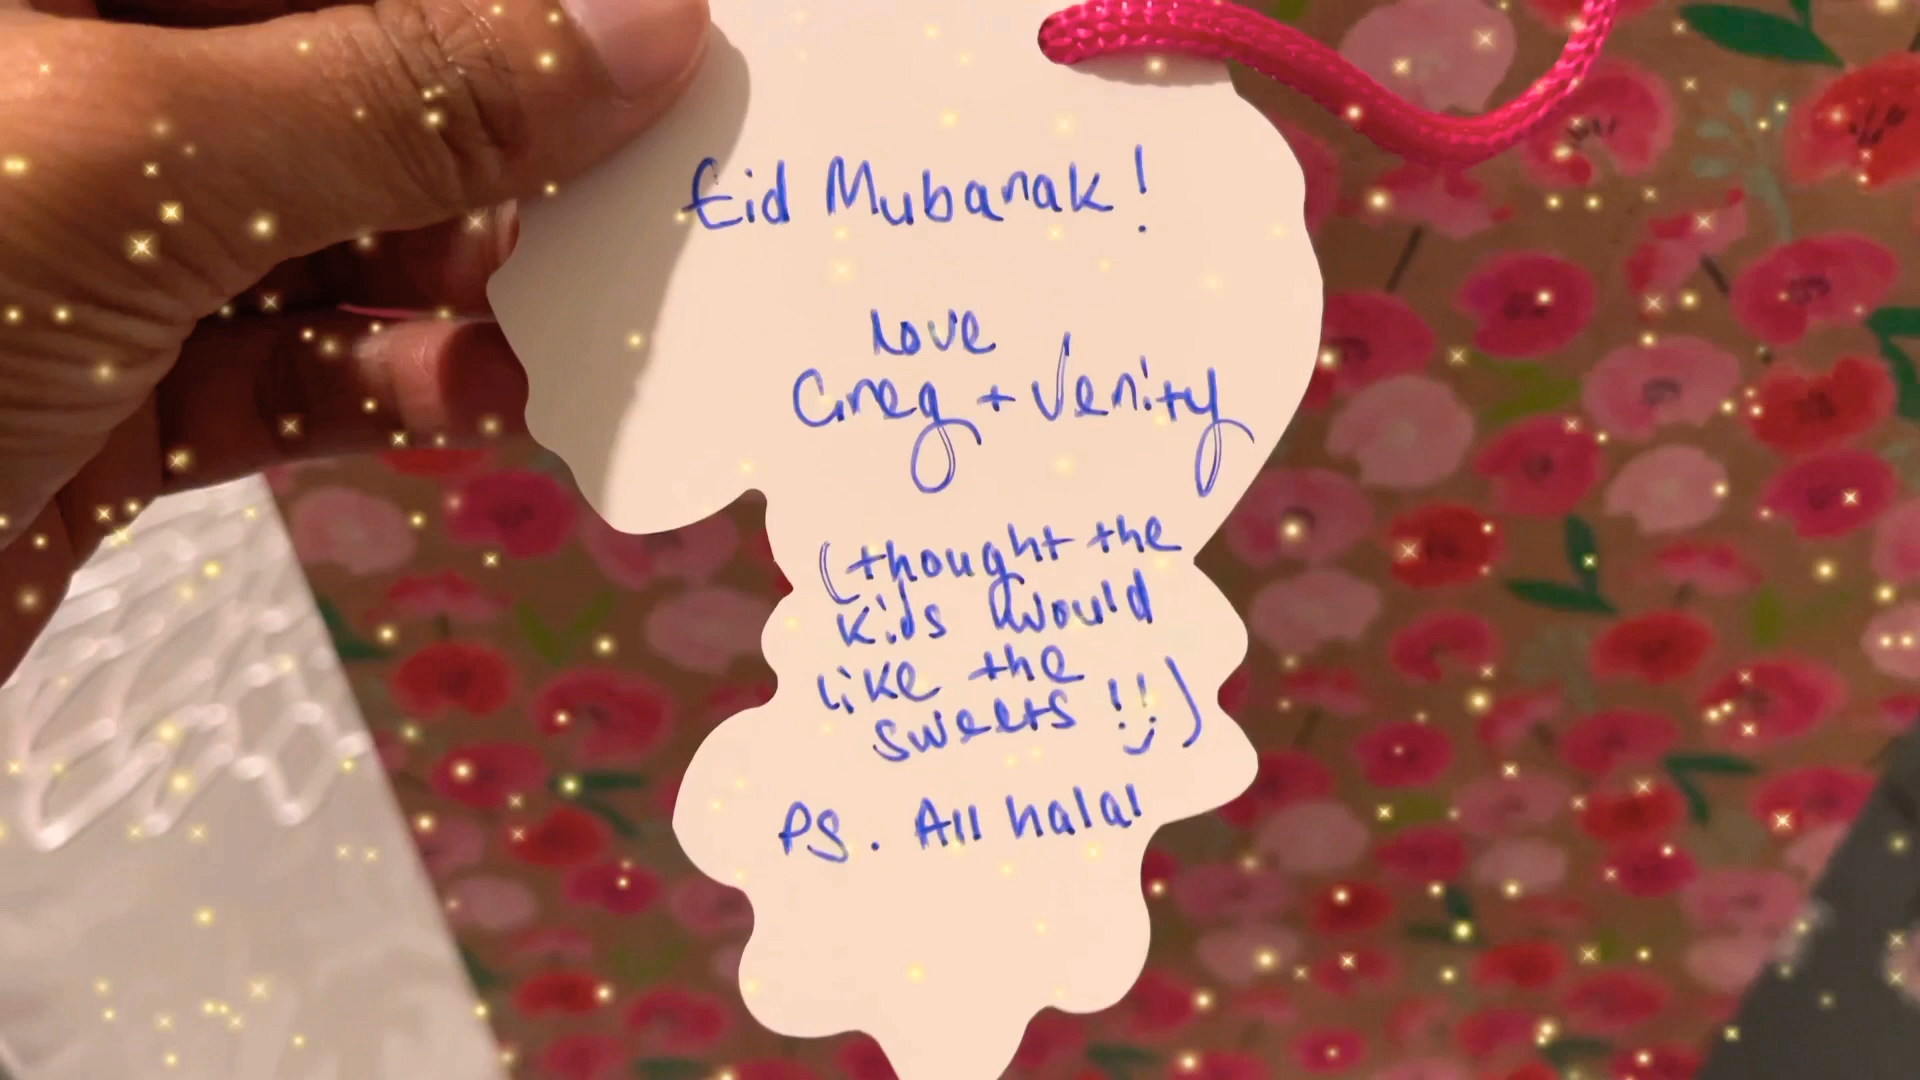 Eid Mubarak!
Love
Greg + Verity
(thought the
kids would
like the
sweets !! )
PS. All halal